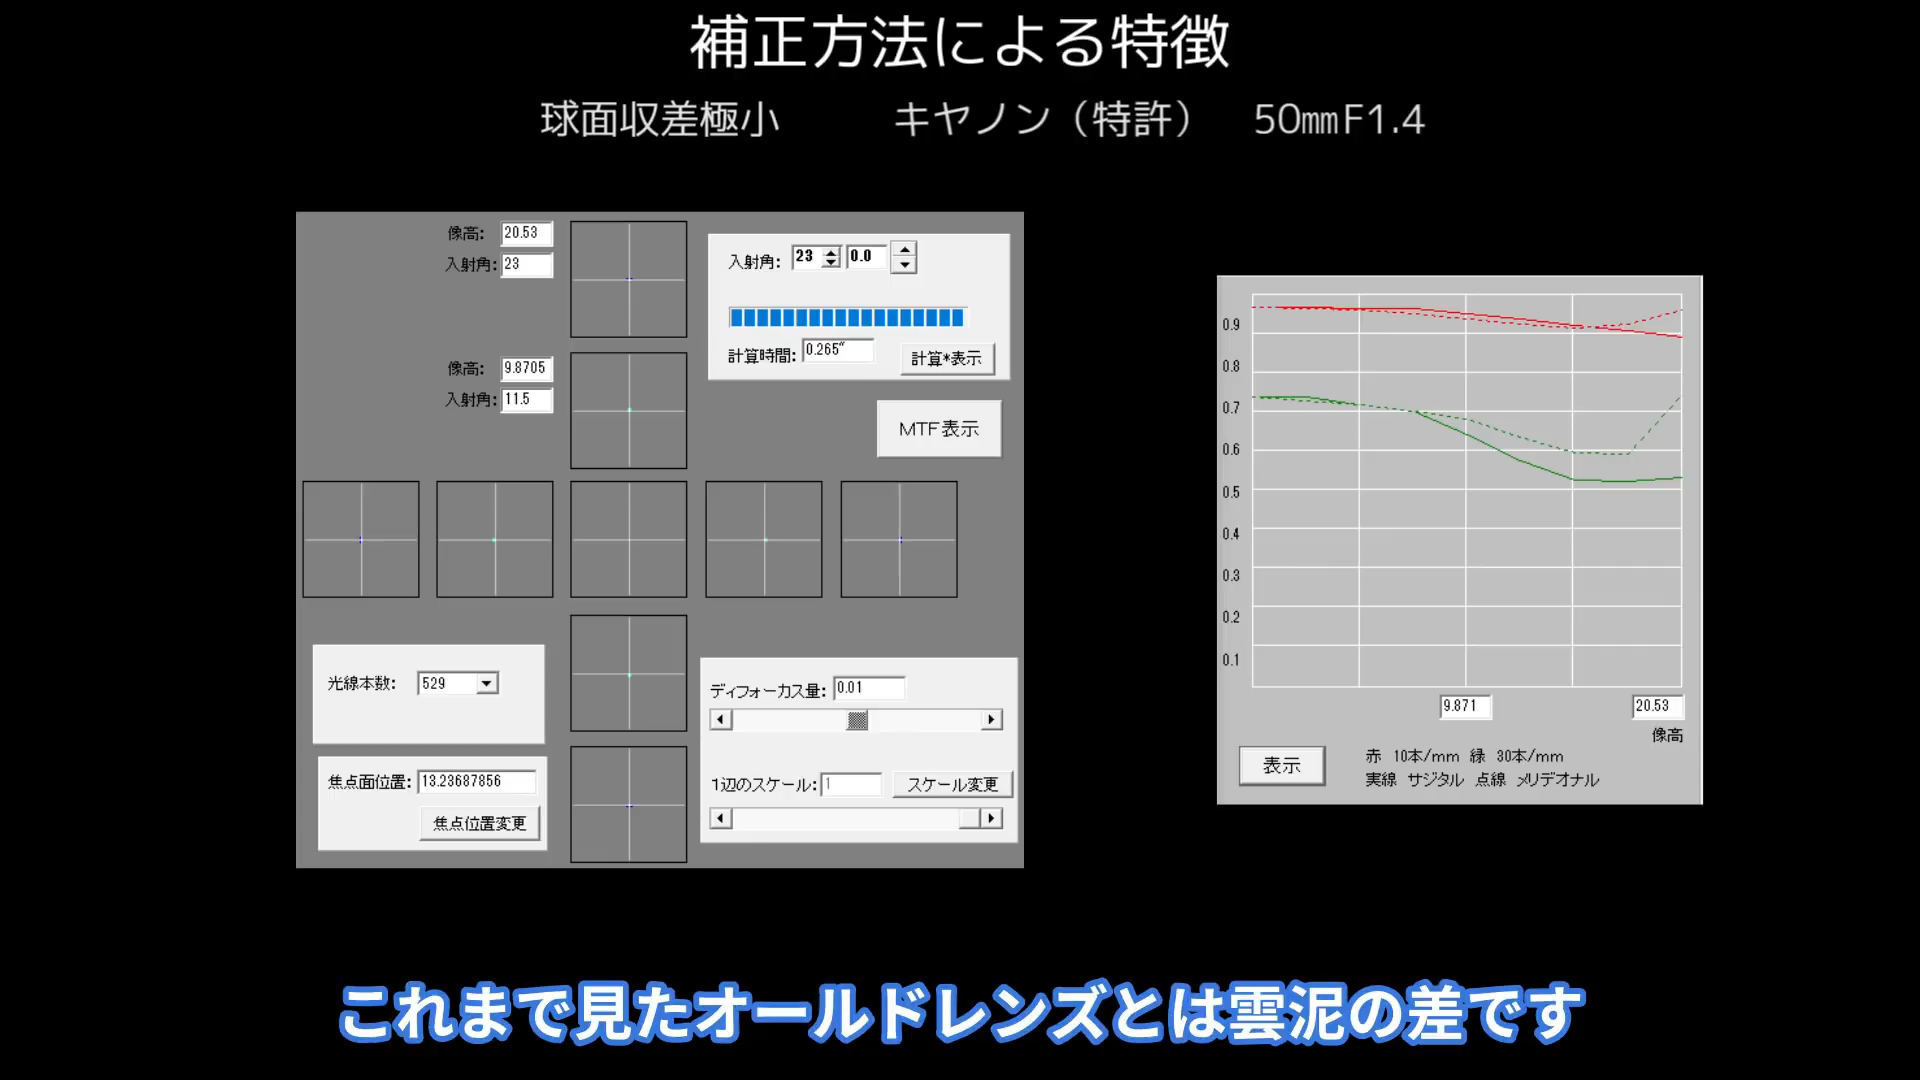 補正方法による特徴
球面収差極小 キヤノン（特許） 50mmF1.4
像高: 20.53
入射角: 23
像高: 9.8705
入射角: 11.5
入射角: 23 0.0
計算時間: 0.265″
計算*表示
MTF表示
光線本数: 529
焦点面位置: 13.23687856
焦点位置変更
ディフォーカス量: 0.01
1辺のスケール: 1
スケール変更
0.9
0.8
0.7
0.6
0.5
0.4
0.3
0.2
0.1
9.871 20.53
像高
表示
赤 10本/mm 緑 30本/mm
実線 サジタル 点線 メリデオナル
これまで見たオールドレンズとは雲泥の差です